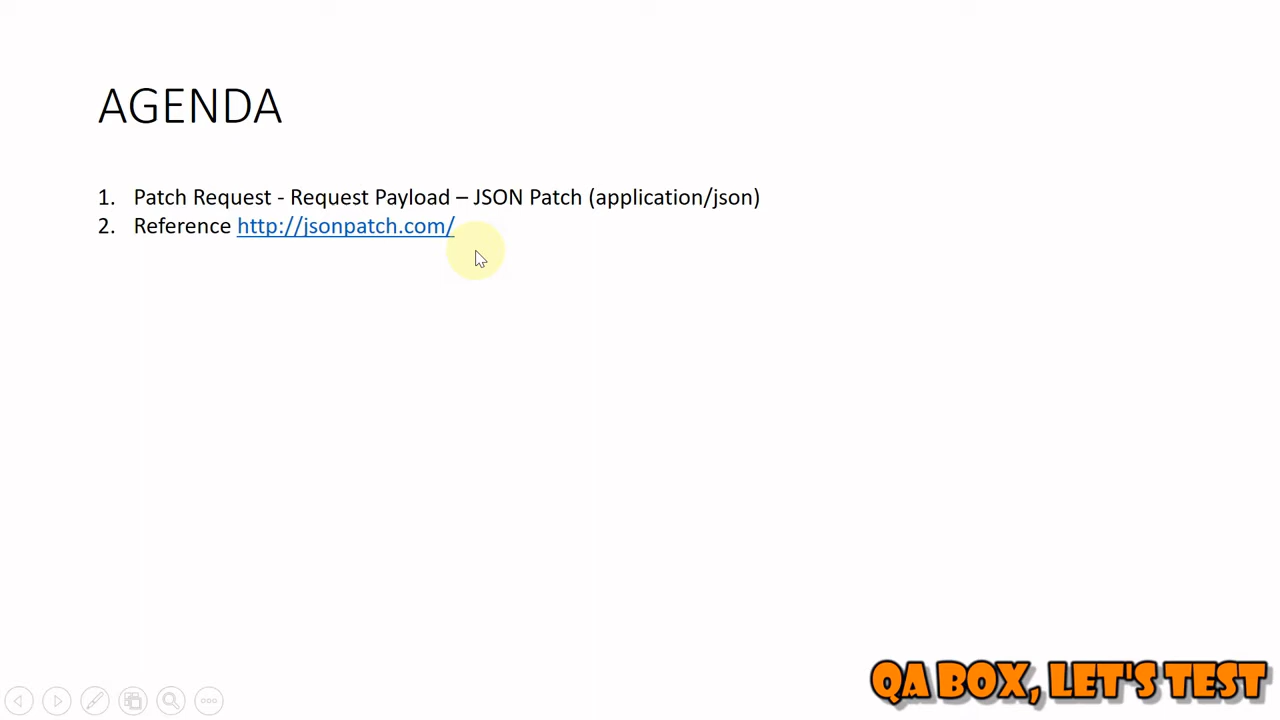 AGENDA
1. Patch Request - Request Payload – JSON Patch (application/json)
2. Reference http://jsonpatch.com/
QA BOX, LET'S TEST